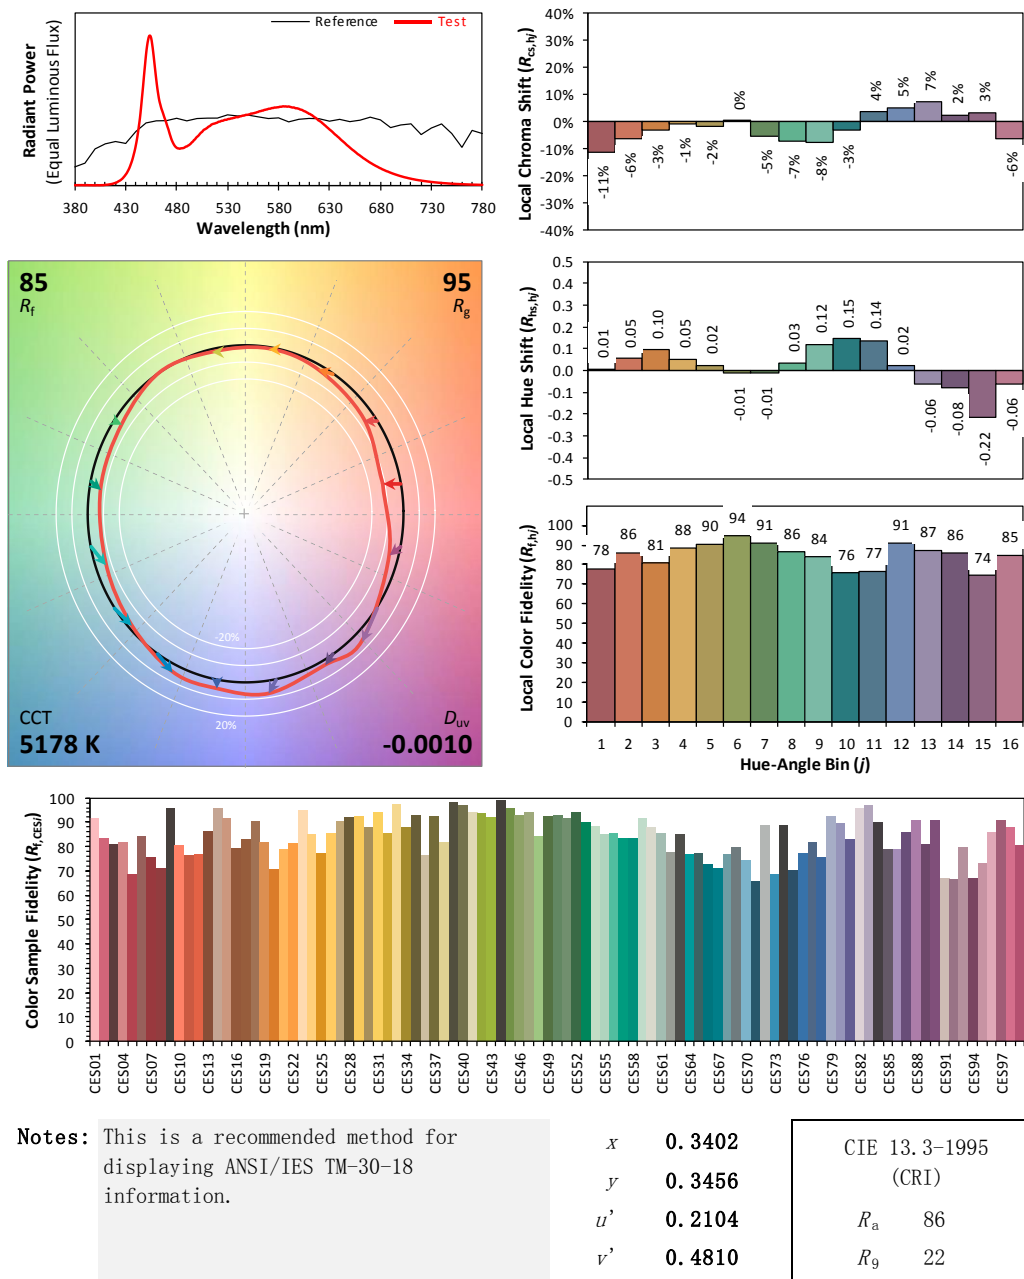 Reference Test
Radiant Power
(Equal Luminous Flux)
380 430 480 530 580 630 680 730 780
Wavelength (nm)
Local Chroma Shift (Rcs,hj)
40%
30%
20%
10%
0%
-10%
-20%
-30%
-40%
-11% -6% -3% -1% -2% 0% -5% -7% -8% -3% 4% 5% 7% 2% 3% -6%
85
Rf
95
Rg
-20%
20%
CCT
5178 K
Duv
-0.0010
Local Hue Shift (Rhs,hj)
0.5
0.4
0.3
0.2
0.1
0.0
-0.1
-0.2
-0.3
-0.4
-0.5
0.01 0.05 0.10 0.05 0.02 -0.01 -0.01 0.03 0.12 0.15 0.14 0.02 -0.06 -0.08 -0.22 -0.06
Local Color Fidelity (Rf,hj)
100
90
80
70
60
50
40
30
20
10
0
78 86 81 88 90 94 91 86 84 76 77 91 87 86 74 85
1 2 3 4 5 6 7 8 9 10 11 12 13 14 15 16
Hue-Angle Bin (j)
Color Sample Fidelity (Rf,CESi)
100
90
80
70
60
50
40
30
20
10
0
CES01 CES04 CES07 CES10 CES13 CES16 CES19 CES22 CES25 CES28 CES31 CES34 CES37 CES40 CES43 CES46 CES49 CES52 CES55 CES58 CES61 CES64 CES67 CES70 CES73 CES76 CES79 CES82 CES85 CES88 CES91 CES94 CES97
Notes: This is a recommended method for
displaying ANSI/IES TM-30-18
information.
x 0.3402
y 0.3456
u' 0.2104
v' 0.4810
CIE 13.3-1995
(CRI)
Ra 86
R9 22